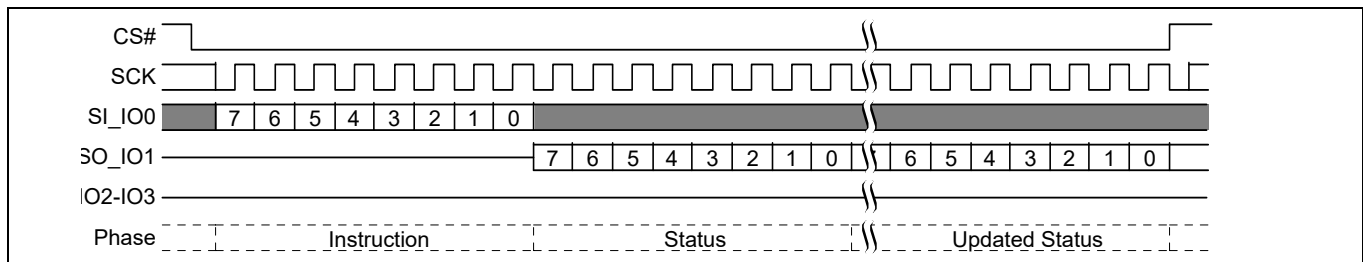 CS#
SCK
SI_IO0 7 6 5 4 3 2 1 0
SO_IO1 7 6 5 4 3 2 1 0 6 5 4 3 2 1 0
IO2-IO3
Phase Instruction Status Updated Status